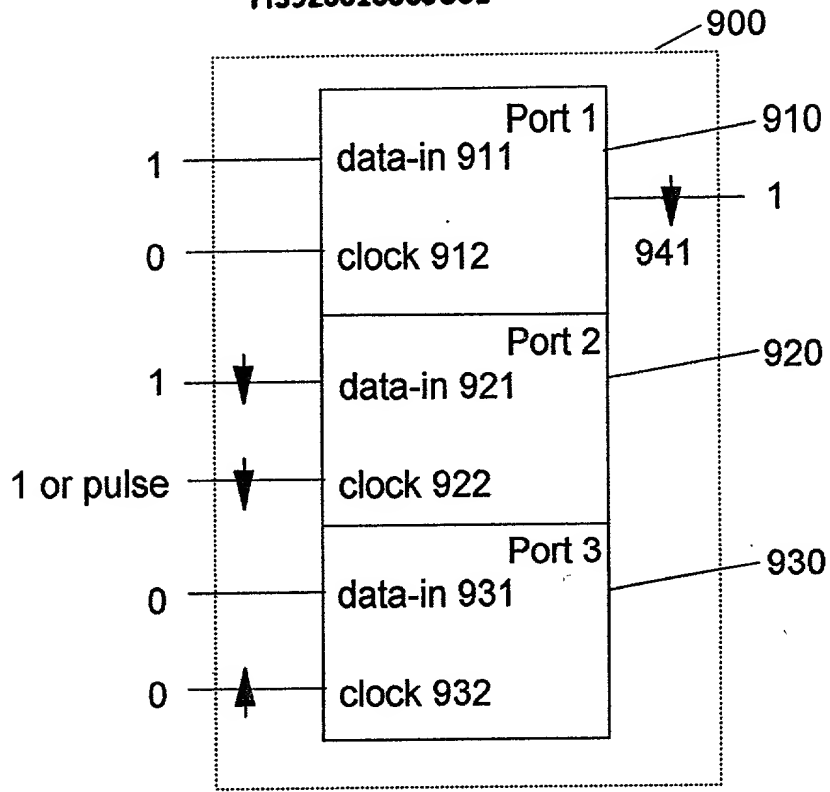 900
Port 1
910
1
data-in 911
1
0
clock 912
941
Port 2
920
1
data-in 921
1 or pulse
clock 922
Port 3
930
0
data-in 931
0
clock 932